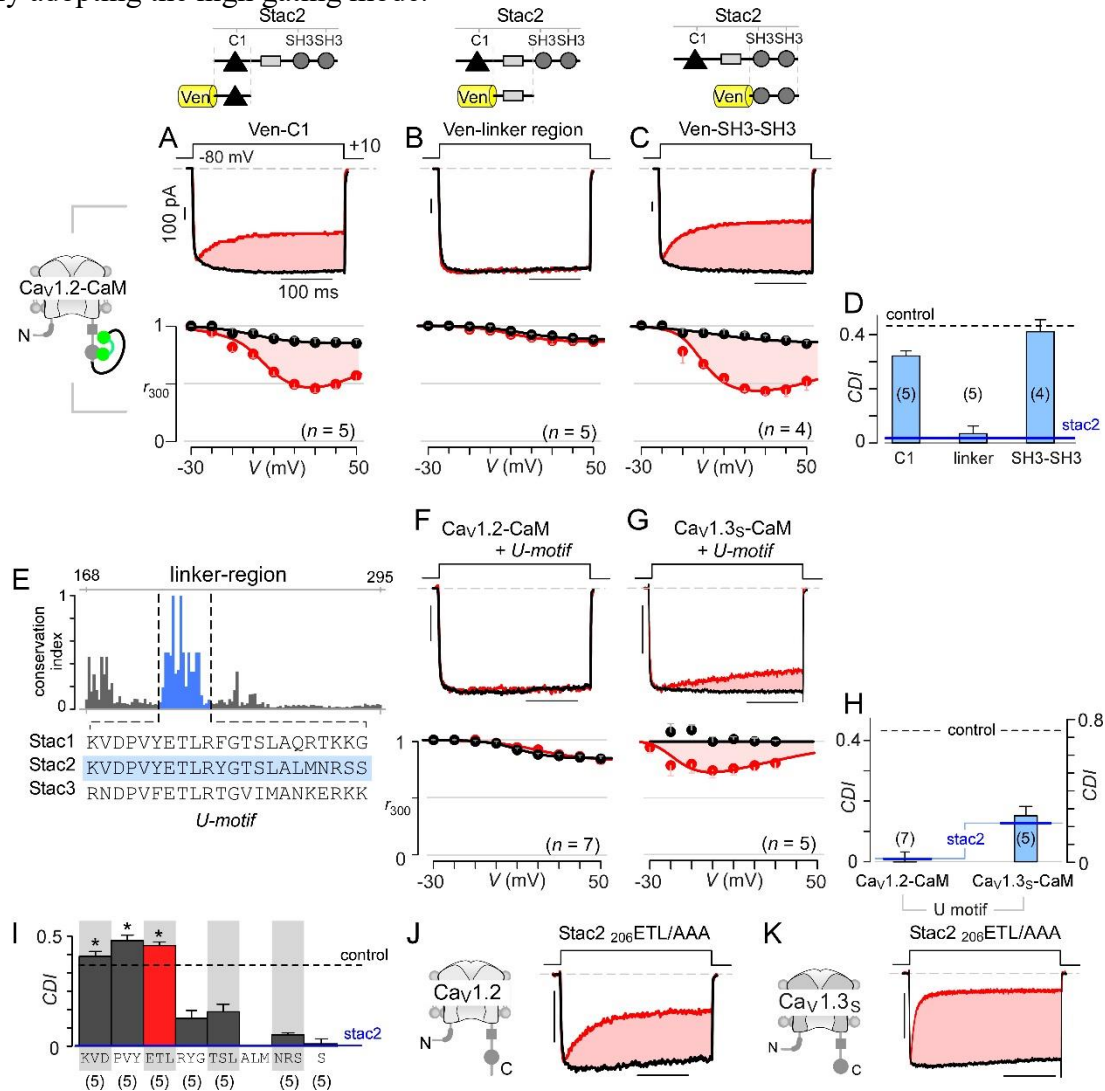 by adopting the high gating mode.
Stac2 Stac2 Stac2
C1 SH3SH3 C1 SH3SH3 C1 SH3SH3
Ven Ven Ven
A Ven-C1 B Ven-linker region C Ven-SH3-SH3
-80 mV +10
100 pA
100 ms
CaV1.2-CaM
N
1
r300
0
-30 V (mV) 50 -30 V (mV) 50 -30 V (mV) 50
(n = 5) (n = 5) (n = 4)
D
control
0.4
CDI
(5) (5) (4)
stac2
0
C1 linker SH3-SH3
E
168 linker-region 295
1
conservation index
0
Stac1 KVDPVYETLRFGTSLAQRTKKG
Stac2 KVDPVYETLRYGTSLALMNRSS
Stac3 RNDPVFETLRTGVIMANKERKK
U-motif
F CaV1.2-CaM + U-motif
G CaV1.3S-CaM + U-motif
1
r300
0
(n = 7) (n = 5)
-30 V (mV) 50 -30 V (mV) 50
H
0.8
control
0.4
CDI CDI
(7) stac2 (5)
0 0
CaV1.2-CaM CaV1.3S-CaM
U motif
I
0.5
* * *
control
CDI
stac2
0
KVD PVY ETL RYG TSL ALM NRS S
(5) (5) (5) (5) (5) (5) (5)
J Stac2 206ETL/AAA
CaV1.2
N
C
K Stac2 206ETL/AAA
CaV1.3S
N
C